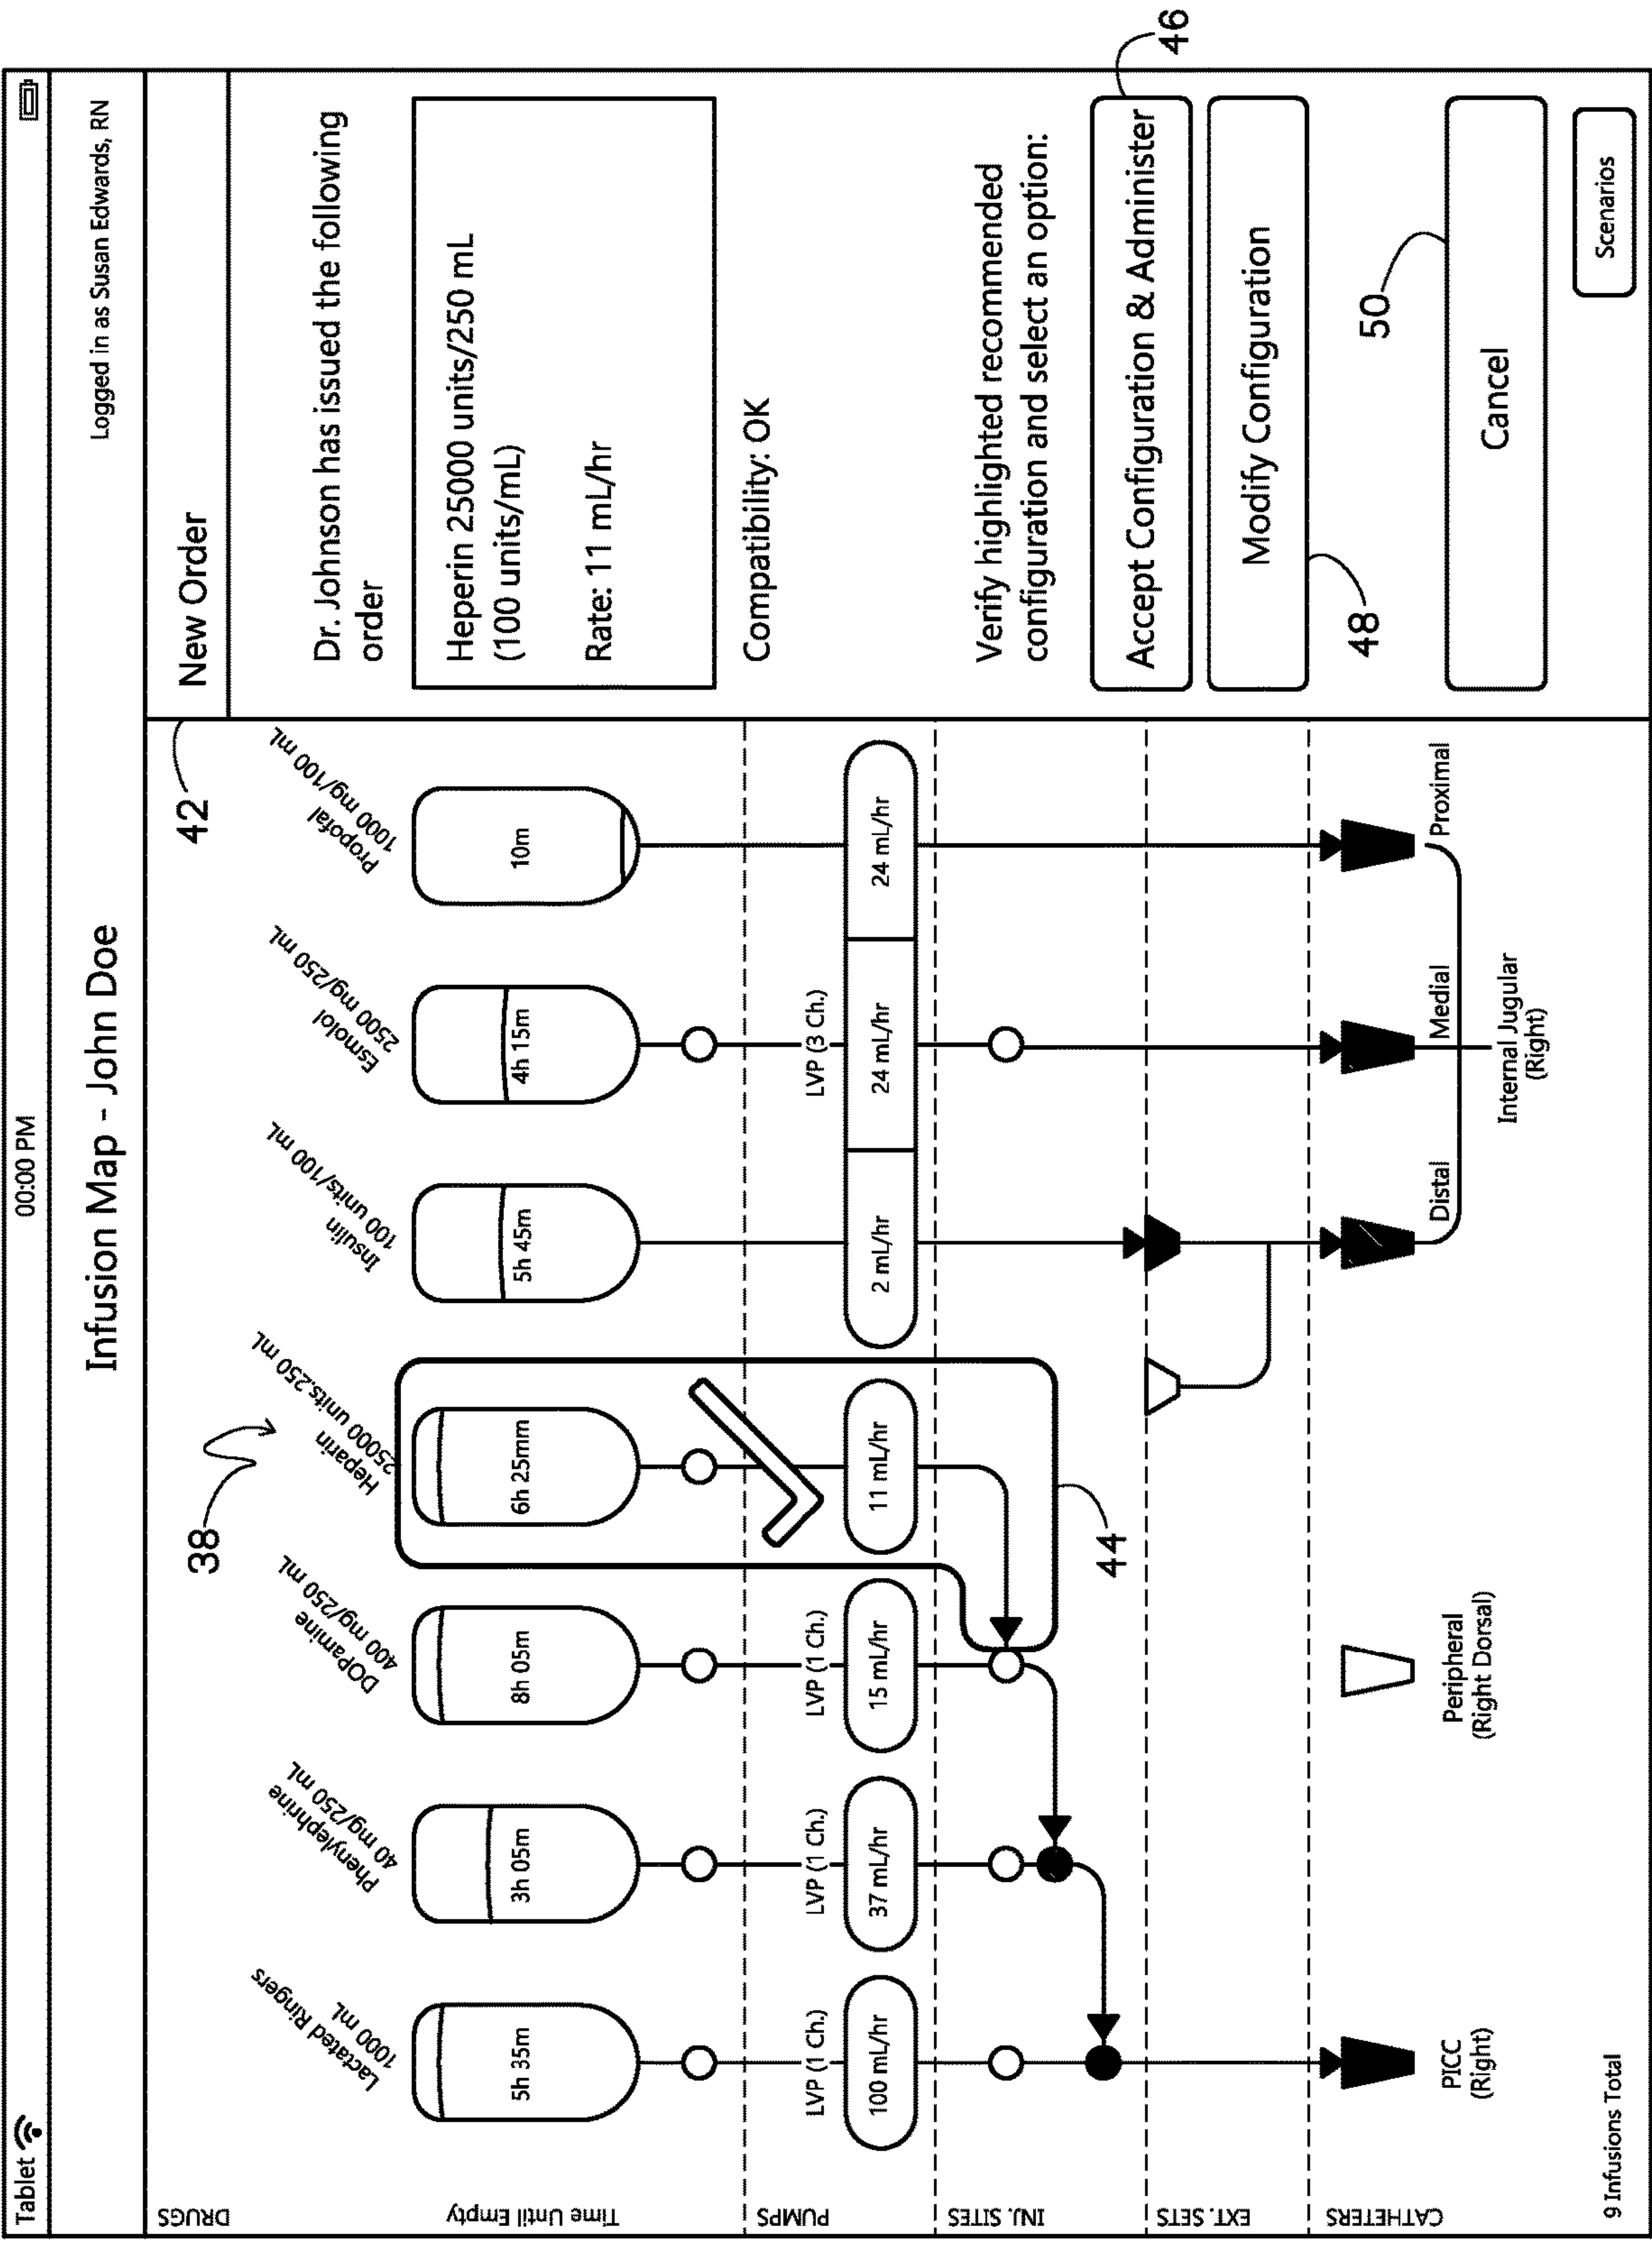 Tablet
00:00 PM
Infusion Map - John Doe
Logged in as Susan Edwards, RN
38
42
DRUGS
Lactated Ringers
1000 mL
Phenylephrine
40 mg/250 mL
DOPamine
400 mg/250 mL
Heparin
25000 units.250 mL
Insulin
100 units/100 mL
Esmolol
2500 mg/250 mL
Propofal
1000 mg/100 mL
Time Until Empty
5h 35m
3h 05m
8h 05m
6h 25mm
5h 45m
4h 15m
10m
PUMPS
LVP (1 Ch.)
LVP (1 Ch.)
LVP (1 Ch.)
LVP (3 Ch.)
100 mL/hr
37 mL/hr
15 mL/hr
11 mL/hr
2 mL/hr
24 mL/hr
24 mL/hr
INJ. SITES
44
EXT. SETS
CATHETERS
PICC
(Right)
Peripheral
(Right Dorsal)
Distal
Medial
Proximal
Internal Jugular
(Right)
9 Infusions Total
New Order
Dr. Johnson has issued the following
order
Heperin 25000 units/250 mL
(100 units/mL)
Rate: 11 mL/hr
Compatibility: OK
Verify highlighted recommended
configuration and select an option:
Accept Configuration & Administer
46
Modify Configuration
48
50
Cancel
Scenarios